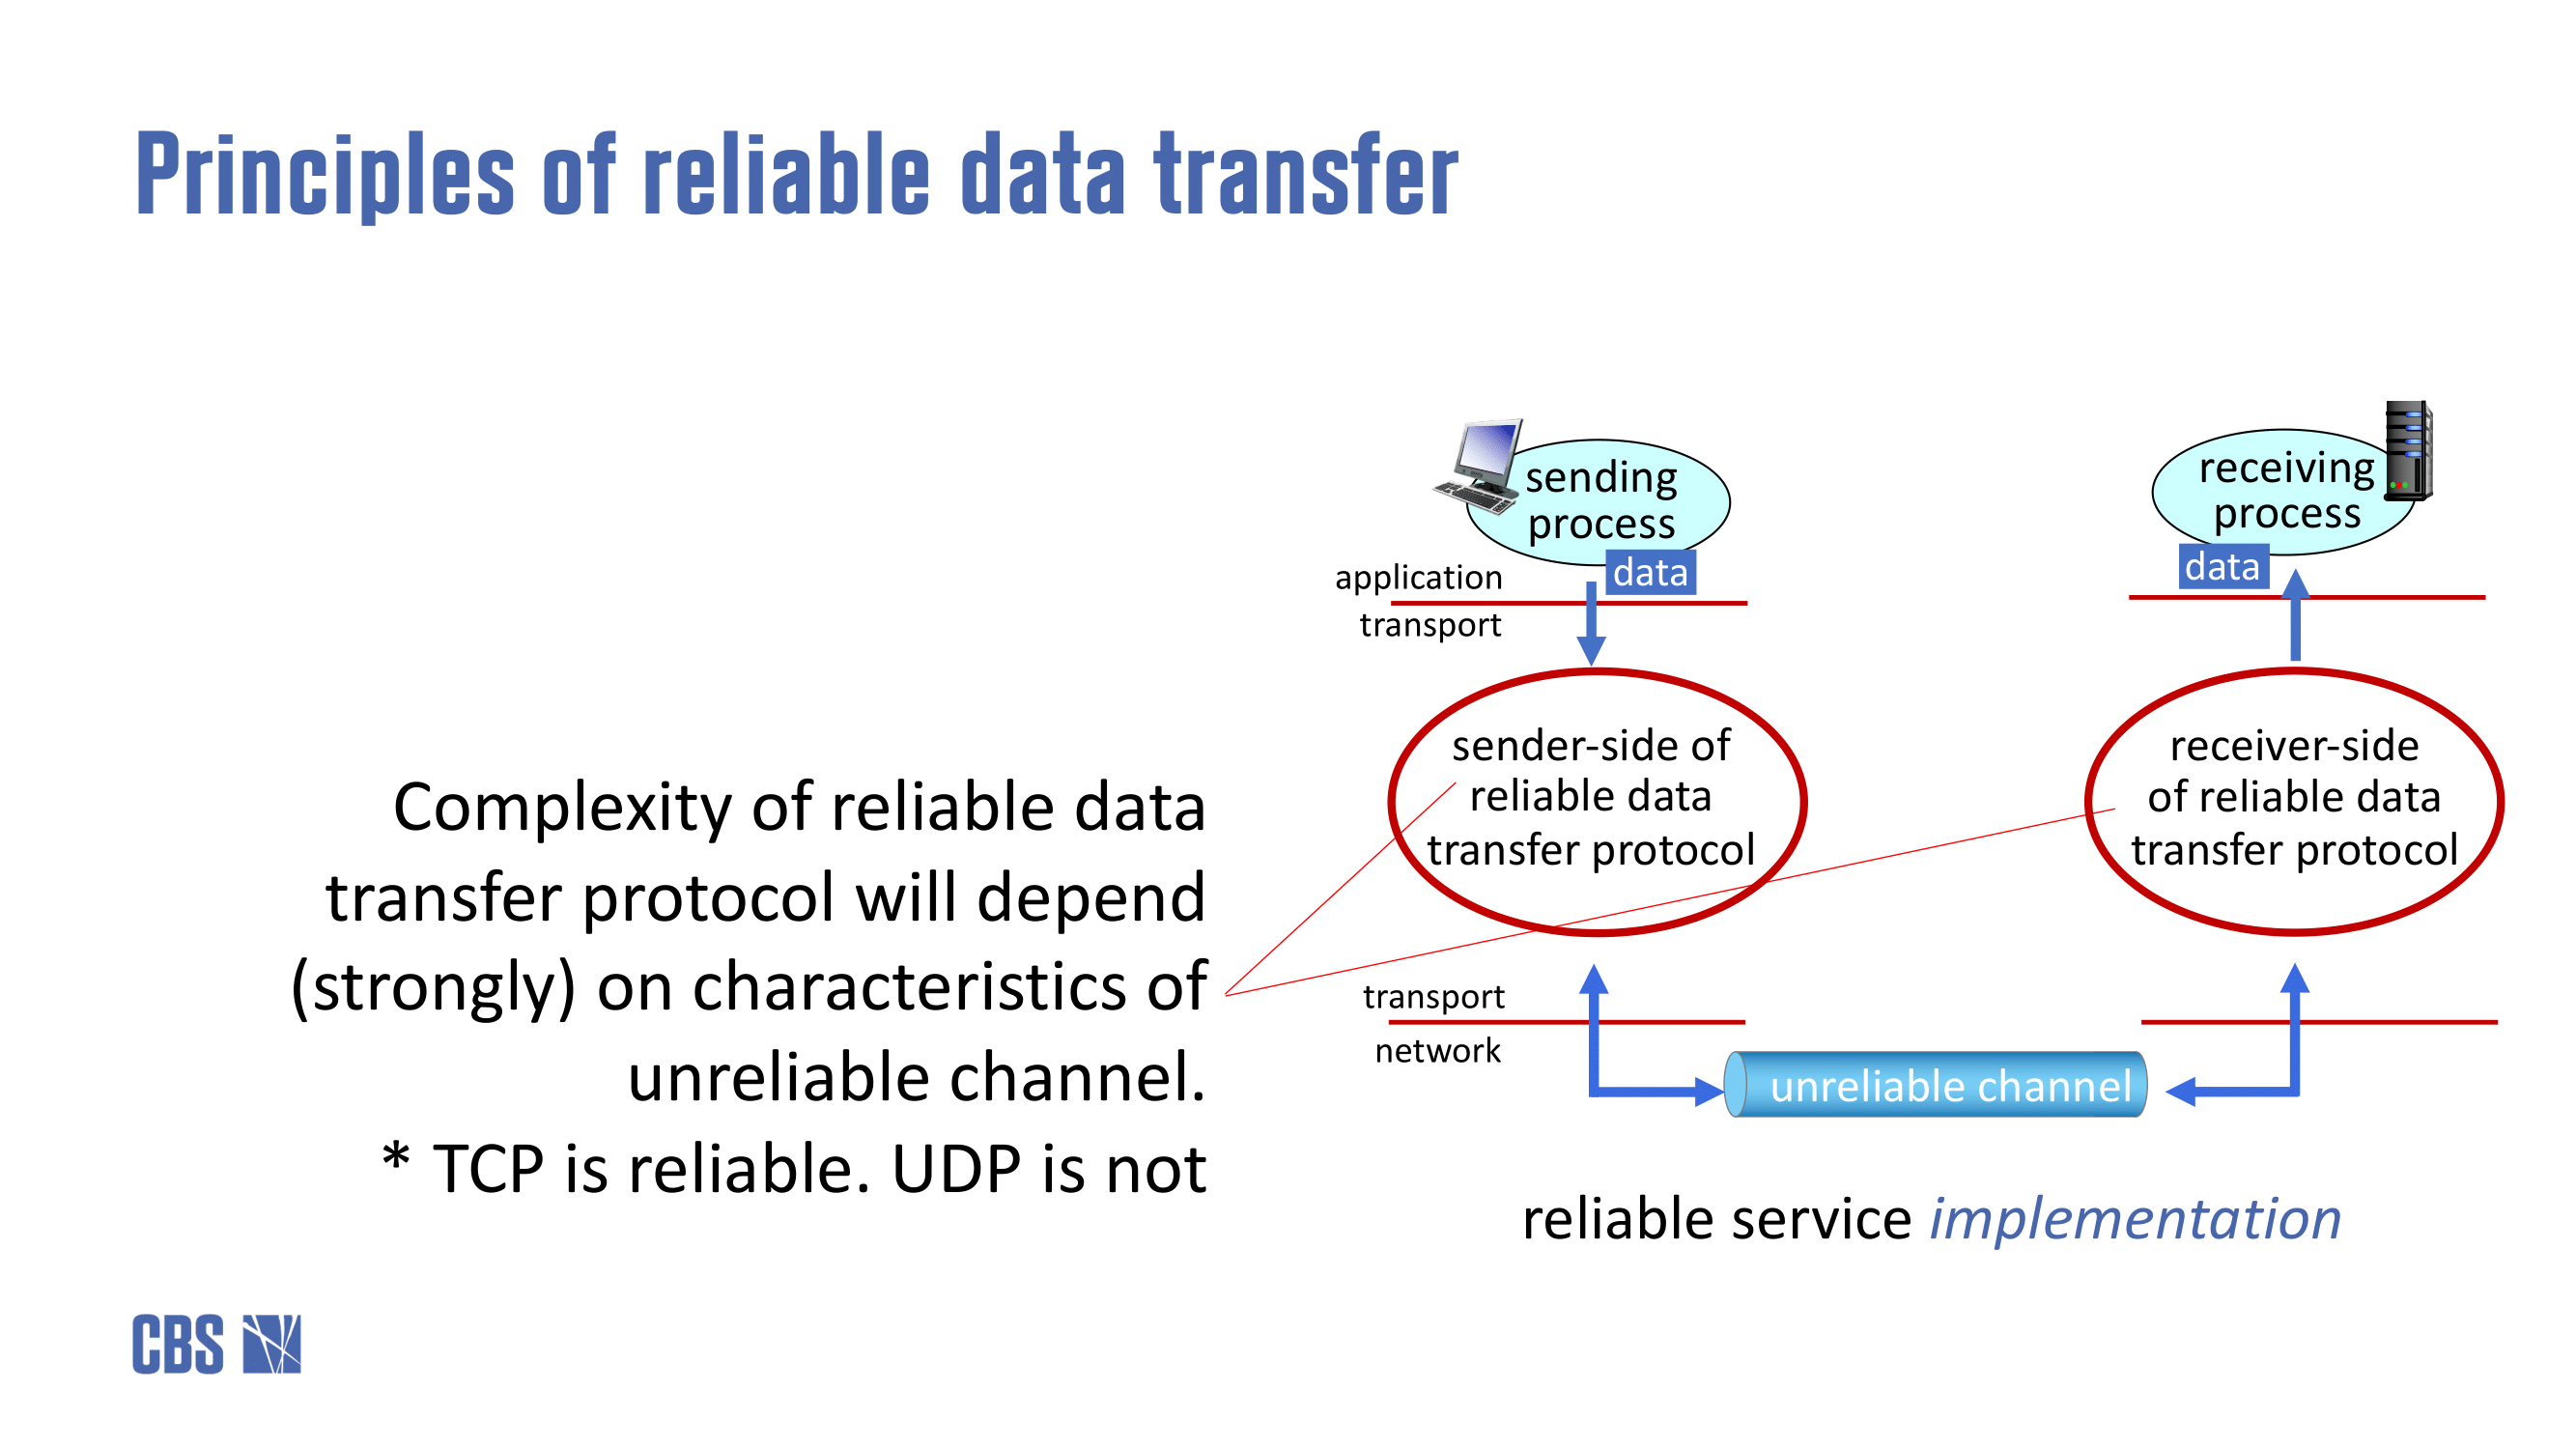 Principles of reliable data transfer
Complexity of reliable data
transfer protocol will depend
(strongly) on characteristics of
unreliable channel.
* TCP is reliable. UDP is not
sending
process
data
application
transport
receiving
process
data
sender-side of
reliable data
transfer protocol
receiver-side
of reliable data
transfer protocol
transport
network
unreliable channel
reliable service implementation
CBS